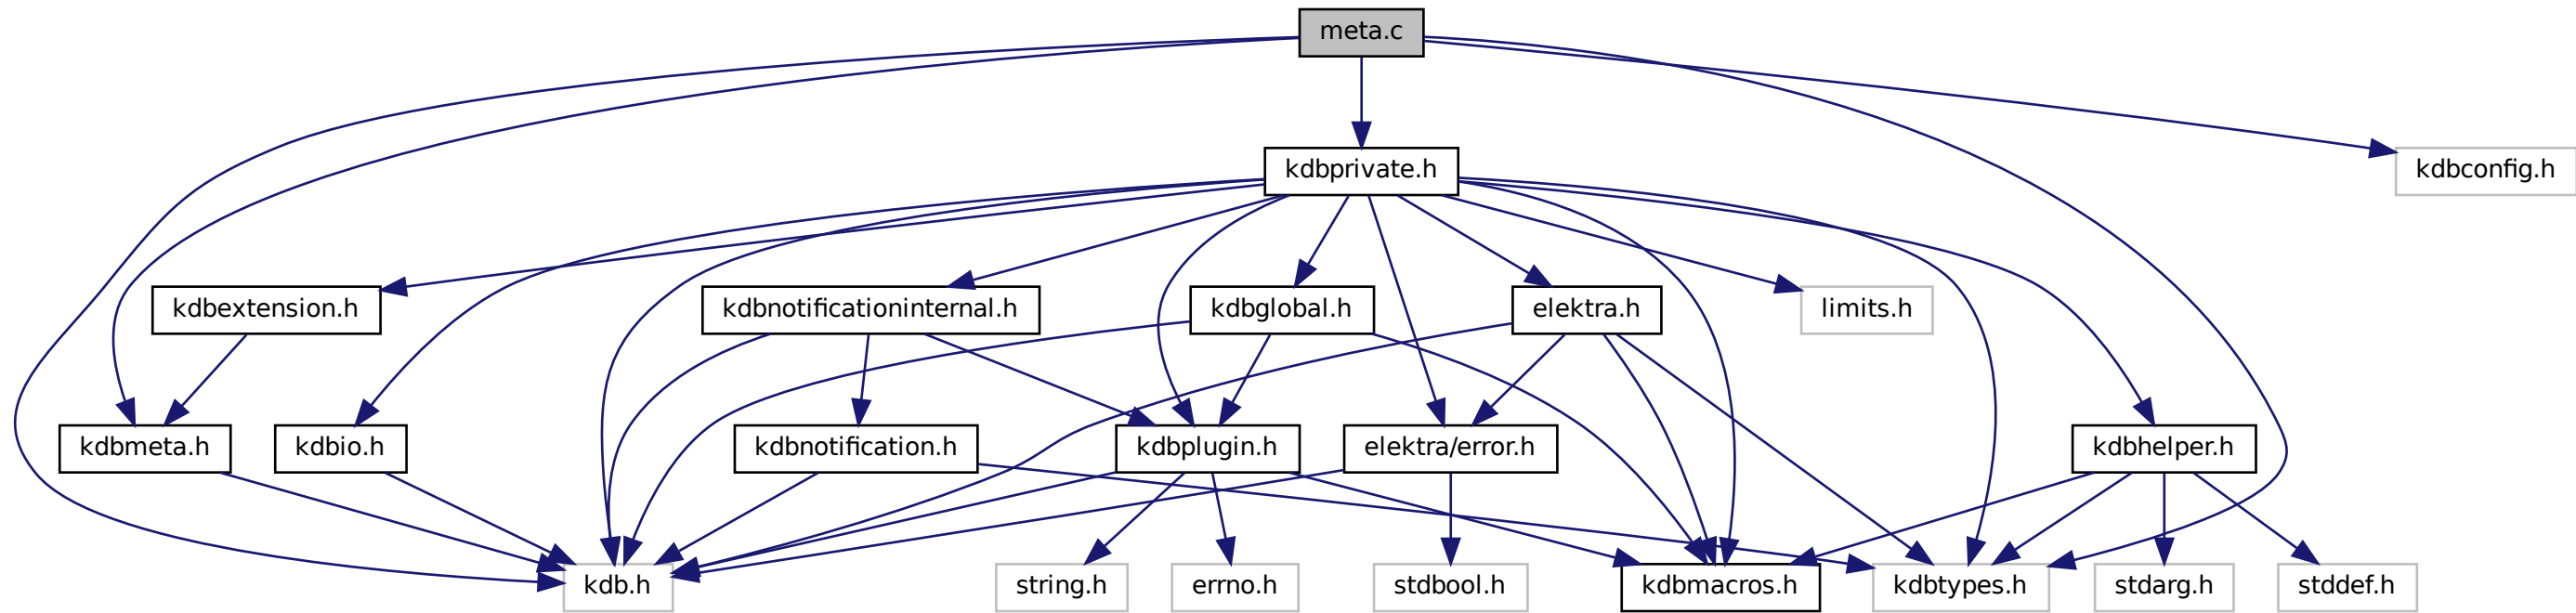 meta.c
kdbprivate.h
kdbconfig.h
kdbextension.h
kdbnotificationinternal.h
kdbglobal.h
elektra.h
limits.h
kdbmeta.h
kdbio.h
kdbnotification.h
kdbplugin.h
elektra/error.h
kdbhelper.h
kdb.h
string.h
errno.h
stdbool.h
kdbmacros.h
kdbtypes.h
stdarg.h
stddef.h